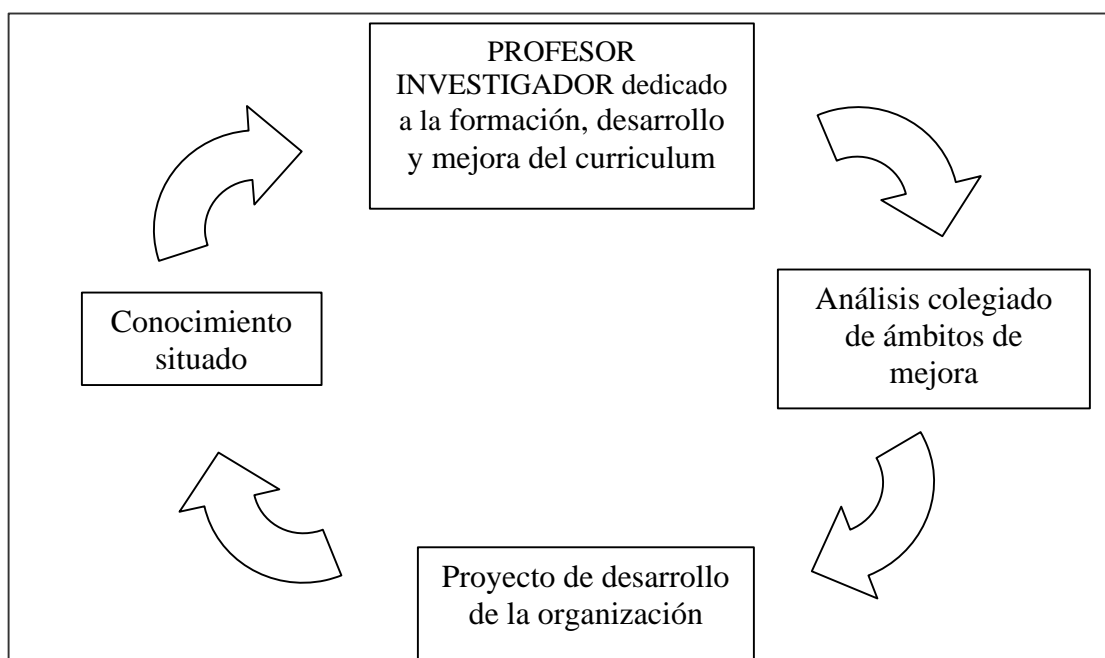 PROFESOR
INVESTIGADOR dedicado
a la formación, desarrollo
y mejora del curriculum
Análisis colegiado
de ámbitos de
mejora
Conocimiento
situado
Proyecto de desarrollo
de la organización